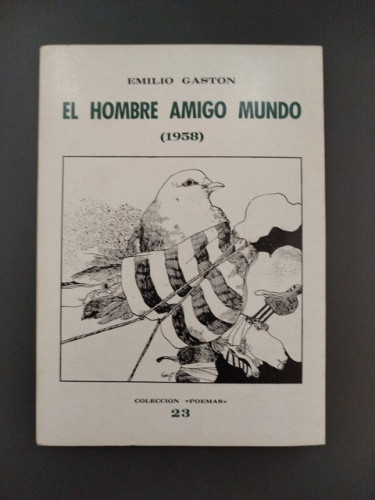 EMILIO GASTON
EL HOMBRE AMIGO MUNDO
(1958)
COLECCION «POEMAS»
23